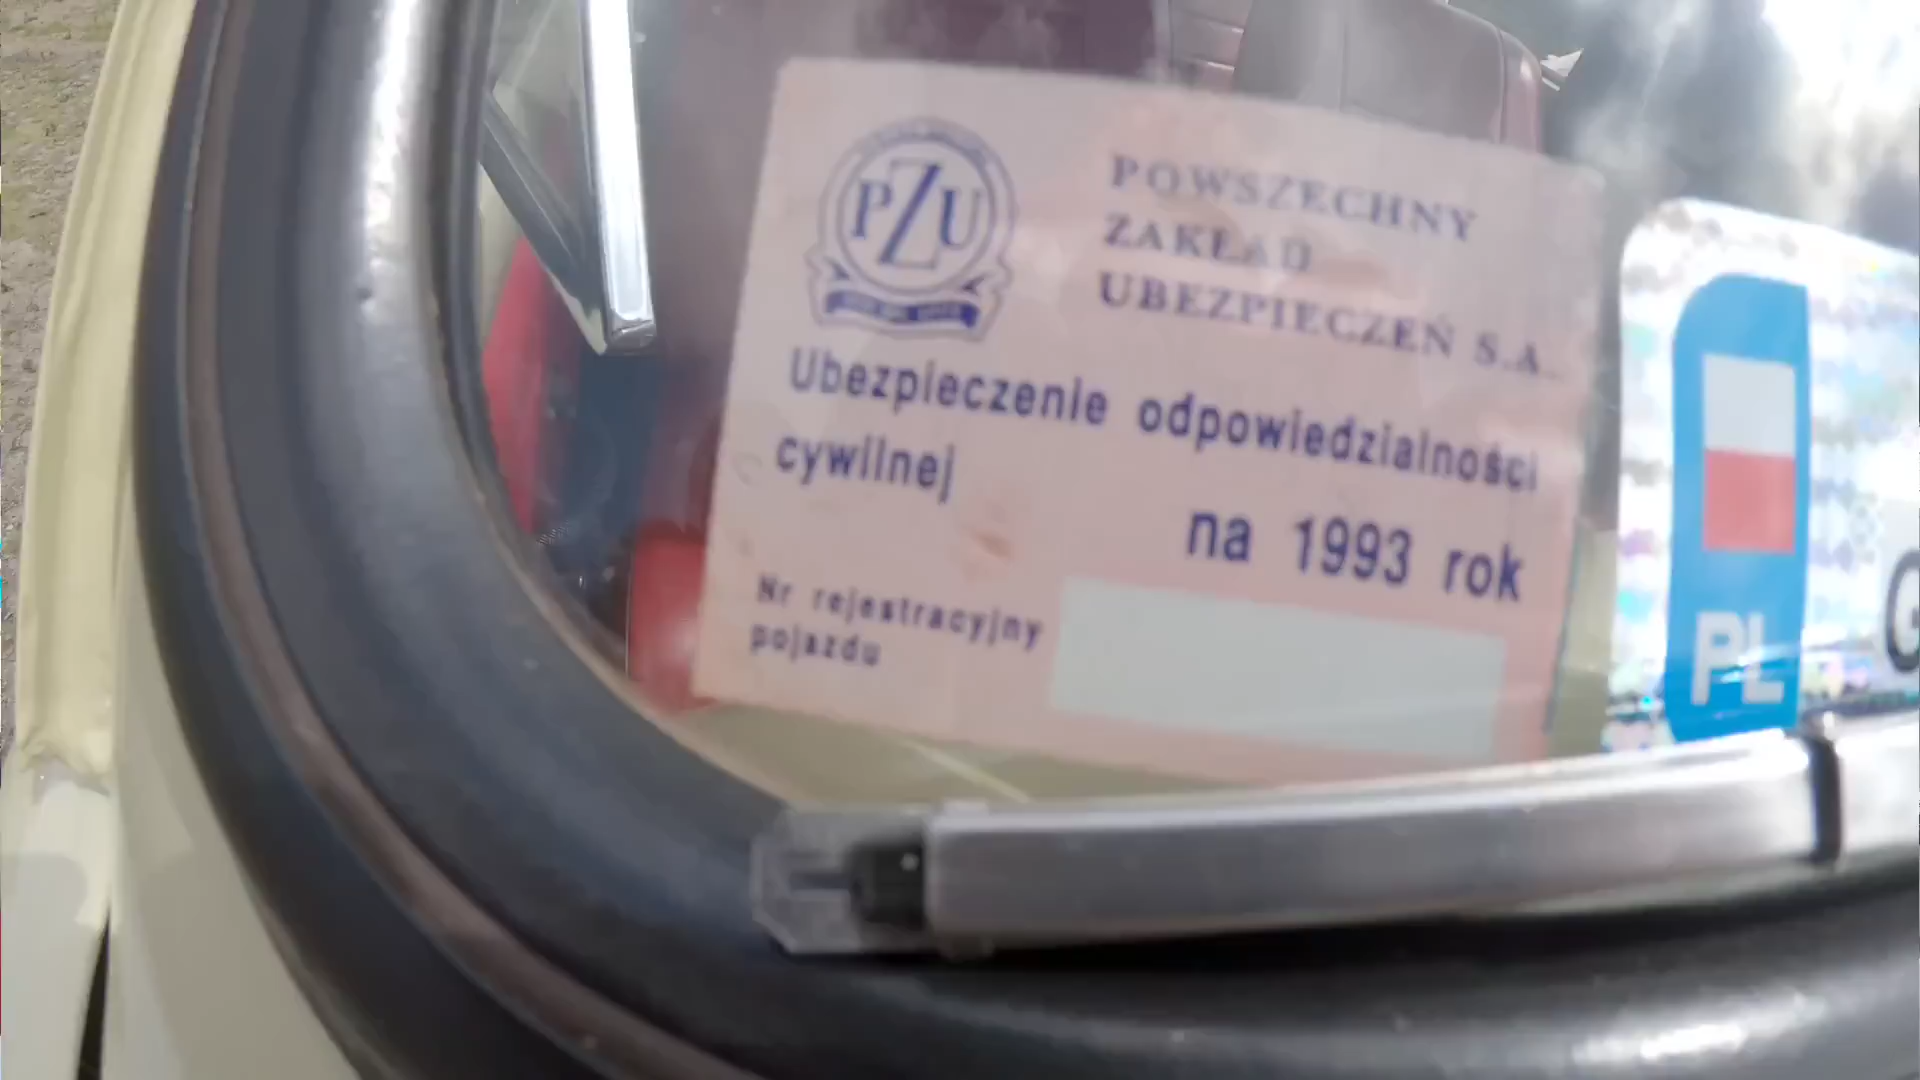 PZU
POWSZECHNY
ZAKŁAD
UBEZPIECZEŃ S.A.
Ubezpieczenie odpowiedzialności
cywilnej
na 1993 rok
Nr rejestracyjny
pojazdu
PL
G